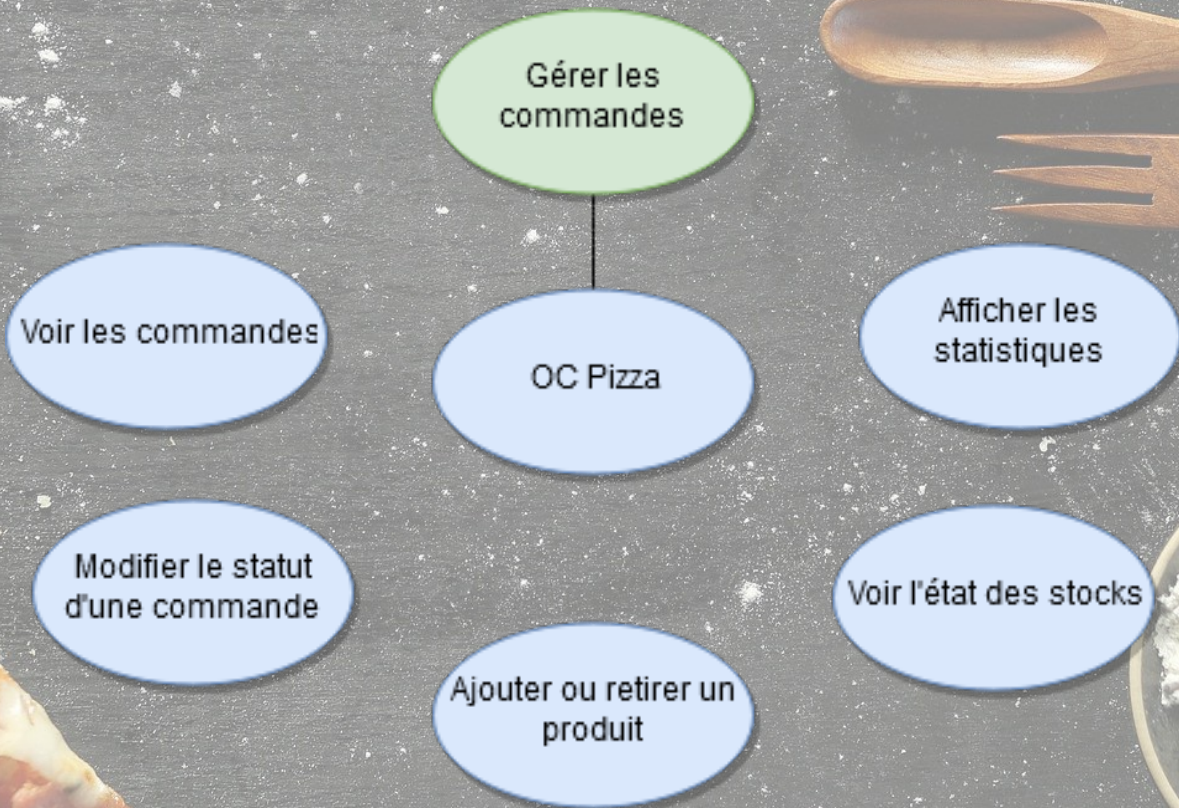 Gérer les
commandes
Voir les commandes
OC Pizza
Afficher les
statistiques
Modifier le statut
d'une commande
Voir l'état des stocks
Ajouter ou retirer un
produit